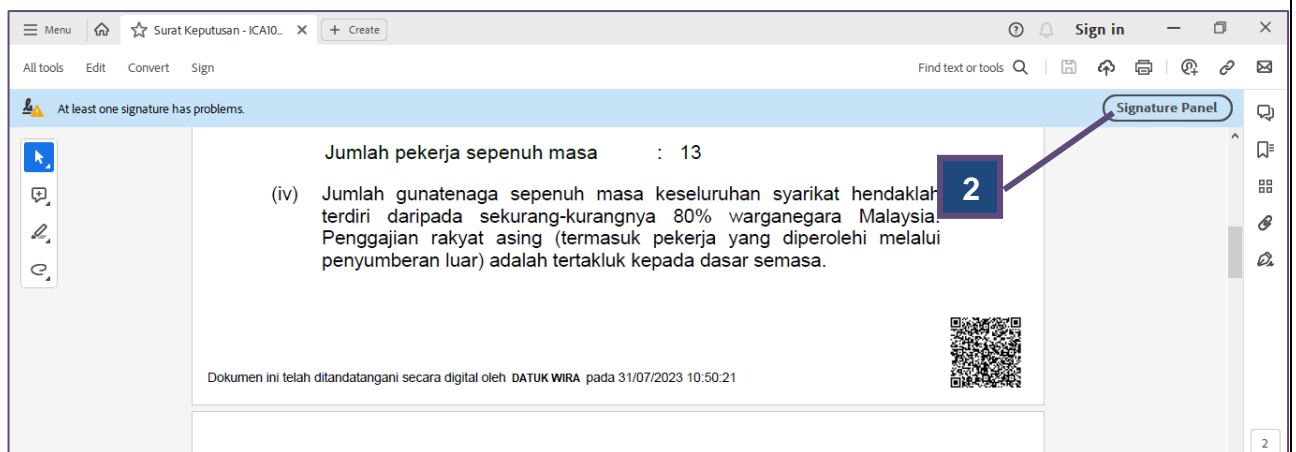 Menu
Surat Keputusan - ICA10...
+ Create
Sign in
All tools Edit Convert Sign
Find text or tools
At least one signature has problems.
Signature Panel
2
Jumlah pekerja sepenuh masa : 13
(iv) Jumlah gunatenaga sepenuh masa keseluruhan syarikat hendaklah
terdiri daripada sekurang-kurangnya 80% warganegara Malaysia.
Penggajian rakyat asing (termasuk pekerja yang diperolehi melalui
penyumberan luar) adalah tertakluk kepada dasar semasa.
Dokumen ini telah ditandatangani secara digital oleh DATUK WIRA pada 31/07/2023 10:50:21
2